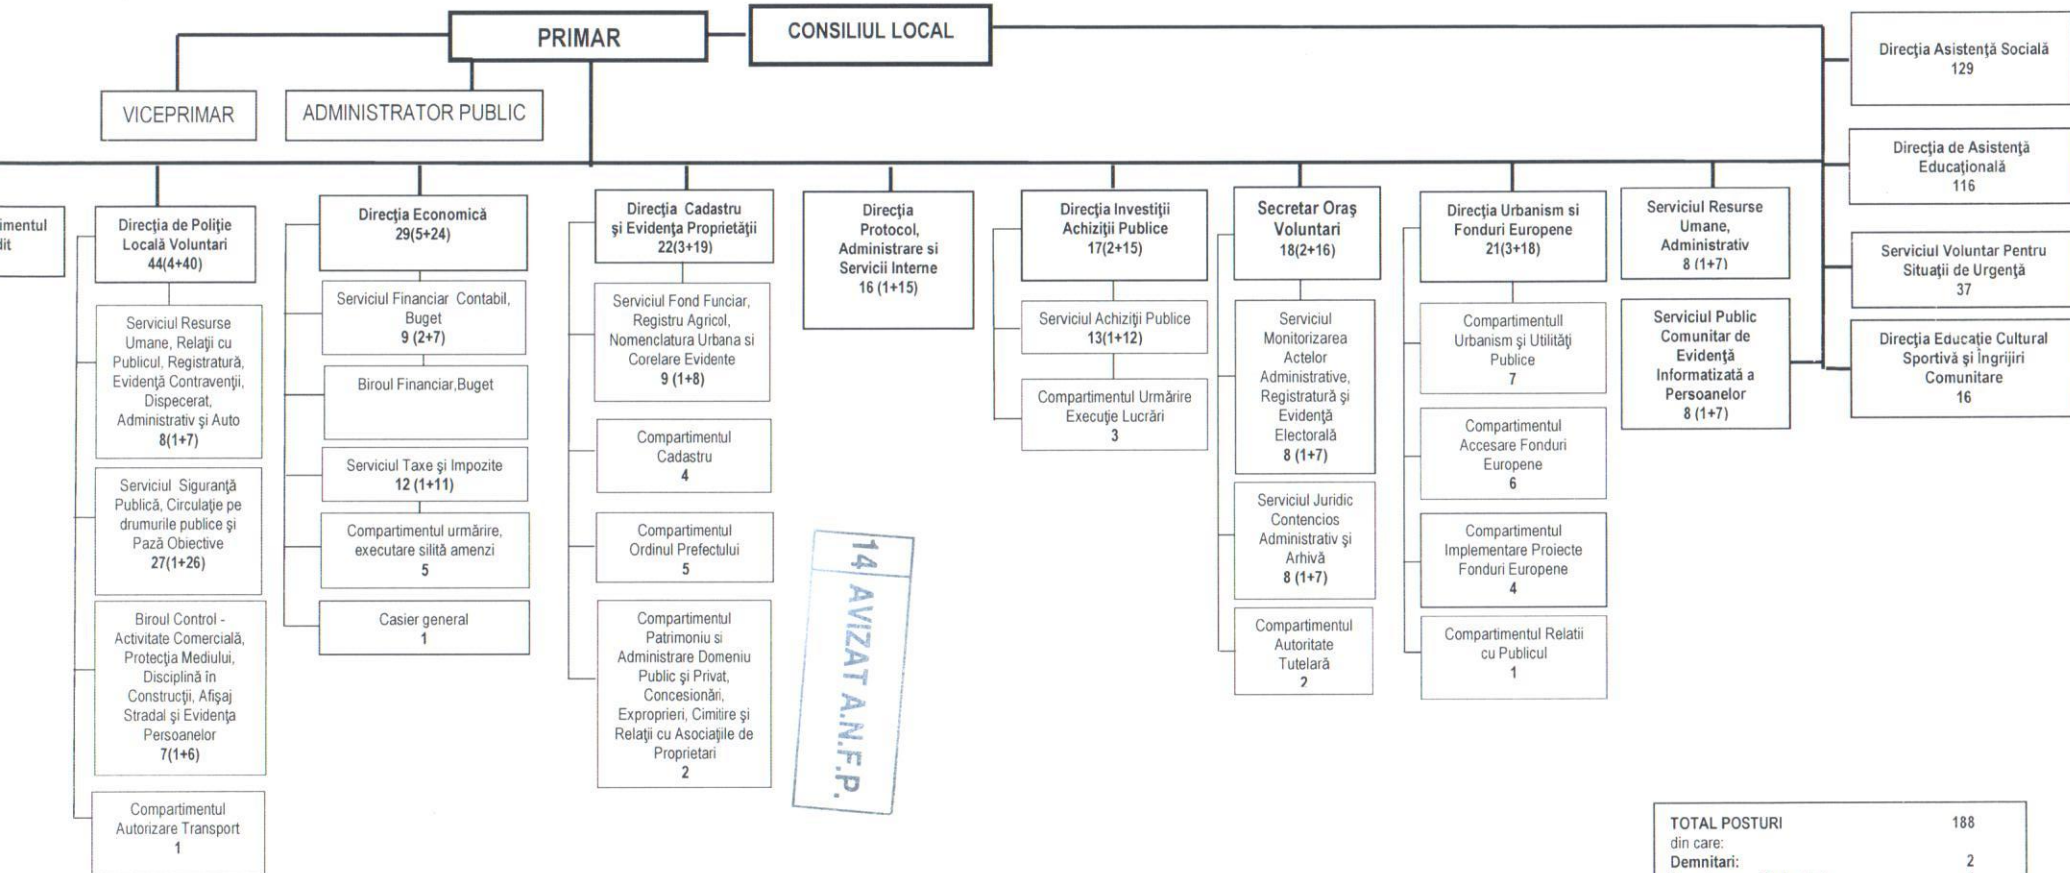 PRIMAR
CONSILIUL LOCAL
VICEPRIMAR
ADMINISTRATOR PUBLIC
Direcţia Asistenţă Socială
129
Direcţia de Asistenţă
Educaţională
116
Serviciul Voluntar Pentru
Situaţii de Urgenţă
37
Direcţia Educaţie Cultural
Sportivă şi Îngrijiri
Comunitare
16
Direcţia de Poliţie
Locală Voluntari
44(4+40)
Serviciul Resurse
Umane, Relaţii cu
Publicul, Registratură,
Evidenţă Contravenţii,
Dispecerat,
Administrativ şi Auto
8(1+7)
Serviciul Siguranţă
Publică, Circulaţie pe
drumurile publice şi
Pază Obiective
27(1+26)
Biroul Control -
Activitate Comercială,
Protecţia Mediului,
Disciplină în
Construcţii, Afişaj
Stradal şi Evidenţa
Persoanelor
7(1+6)
Compartimentul
Autorizare Transport
1
Direcţia Economică
29(5+24)
Serviciul Financiar Contabil,
Buget
9 (2+7)
Biroul Financiar,Buget
Serviciul Taxe şi Impozite
12 (1+11)
Compartimentul urmărire,
executare silită amenzi
5
Casier general
1
Direcţia Cadastru
şi Evidenţa Proprietăţii
22(3+19)
Serviciul Fond Funciar,
Registru Agricol,
Nomenclatura Urbana si
Corelare Evidente
9 (1+8)
Compartimentul
Cadastru
4
Compartimentul
Ordinul Prefectului
5
Compartimentul
Patrimoniu si
Administrare Domeniu
Public şi Privat,
Concesionări,
Exproprieri, Cimitire şi
Relaţii cu Asociaţiile de
Proprietari
2
Direcţia
Protocol,
Administrare si
Servicii Interne
16 (1+15)
14 AVIZAT A.N.F.P.
Direcţia Investiţii
Achiziţii Publice
17(2+15)
Serviciul Achiziţii Publice
13(1+12)
Compartimentul Urmărire
Execuţie Lucrări
3
Secretar Oraş
Voluntari
18(2+16)
Serviciul
Monitorizarea
Actelor
Administrative,
Registratură şi
Evidenţă
Electorală
8 (1+7)
Serviciul Juridic
Contencios
Administrativ şi
Arhivă
8 (1+7)
Compartimentul
Autoritate
Tutelară
2
Direcţia Urbanism si
Fonduri Europene
21(3+18)
Compartimentull
Urbanism şi Utilităţi
Publice
7
Compartimentul
Accesare Fonduri
Europene
6
Compartimentul
Implementare Proiecte
Fonduri Europene
4
Compartimentul Relatii
cu Publicul
1
Serviciul Resurse
Umane,
Administrativ
8 (1+7)
Serviciul Public
Comunitar de
Evidenţă
Informatizată a
Persoanelor
8 (1+7)
TOTAL POSTURI 188
din care:
Demnitari: 2